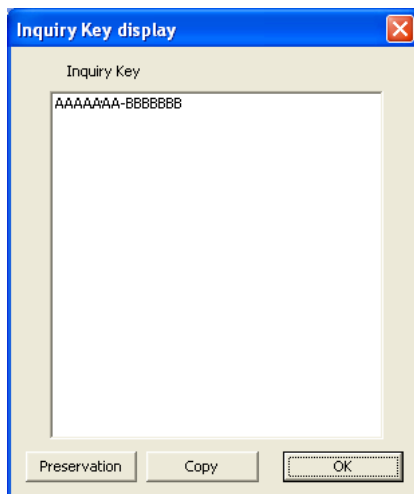 Inquiry Key display
Inquiry Key
AAAAAAA-BBBBBBB
Preservation
Copy
OK